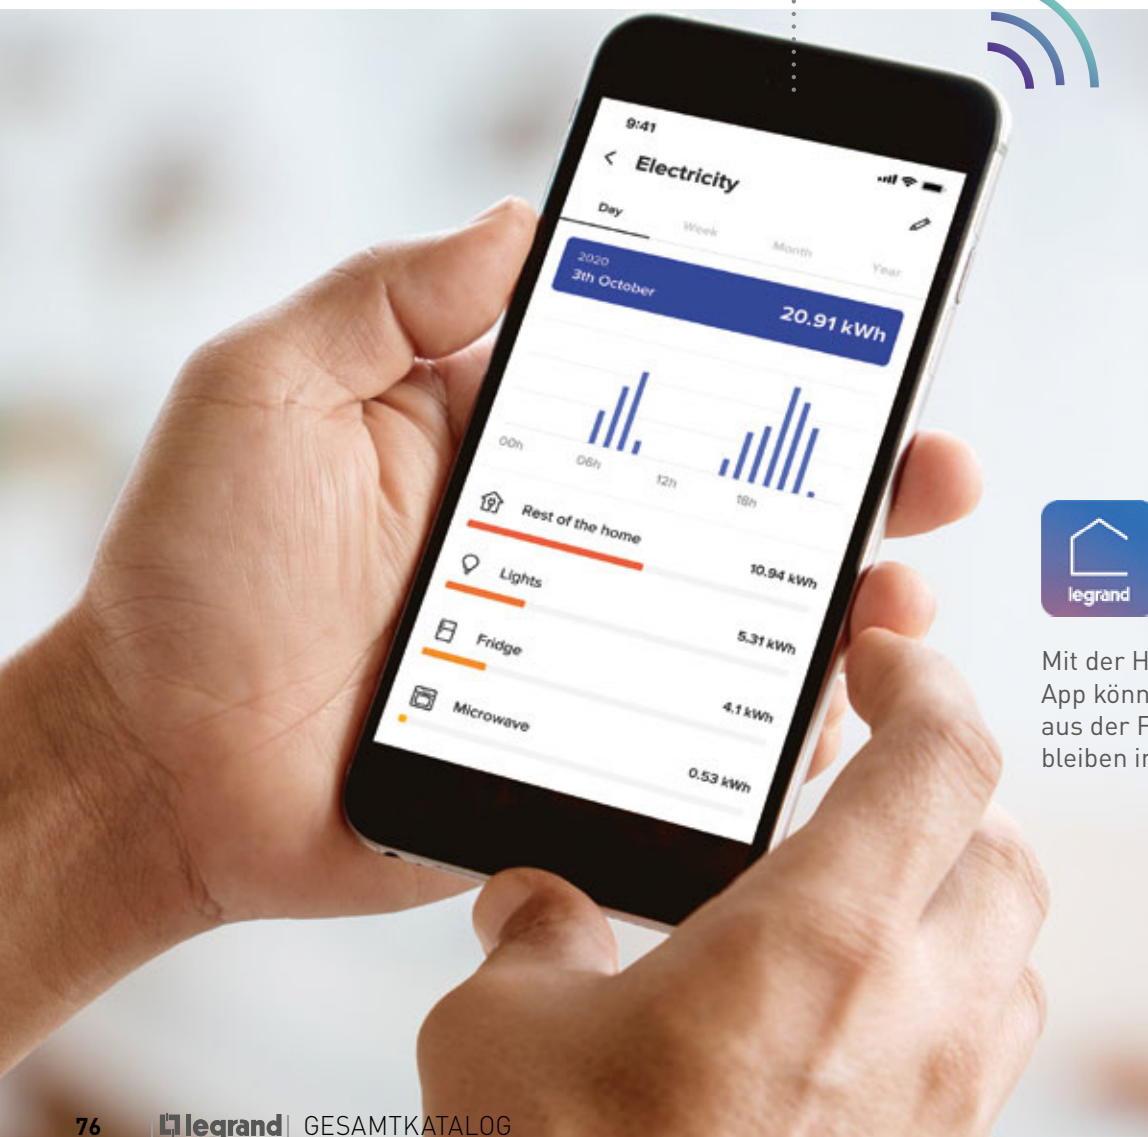 9:41
Electricity
Day Week Month Year
2020
3th October
20.91 kWh
00h 06h 12h 18h
Rest of the home
10.94 kWh
Lights
5.31 kWh
Fridge
4.1 kWh
Microwave
0.53 kWh
legrand
Mit der H
App könn
aus der F
bleiben in
76 legrand GESAMTKATALOG